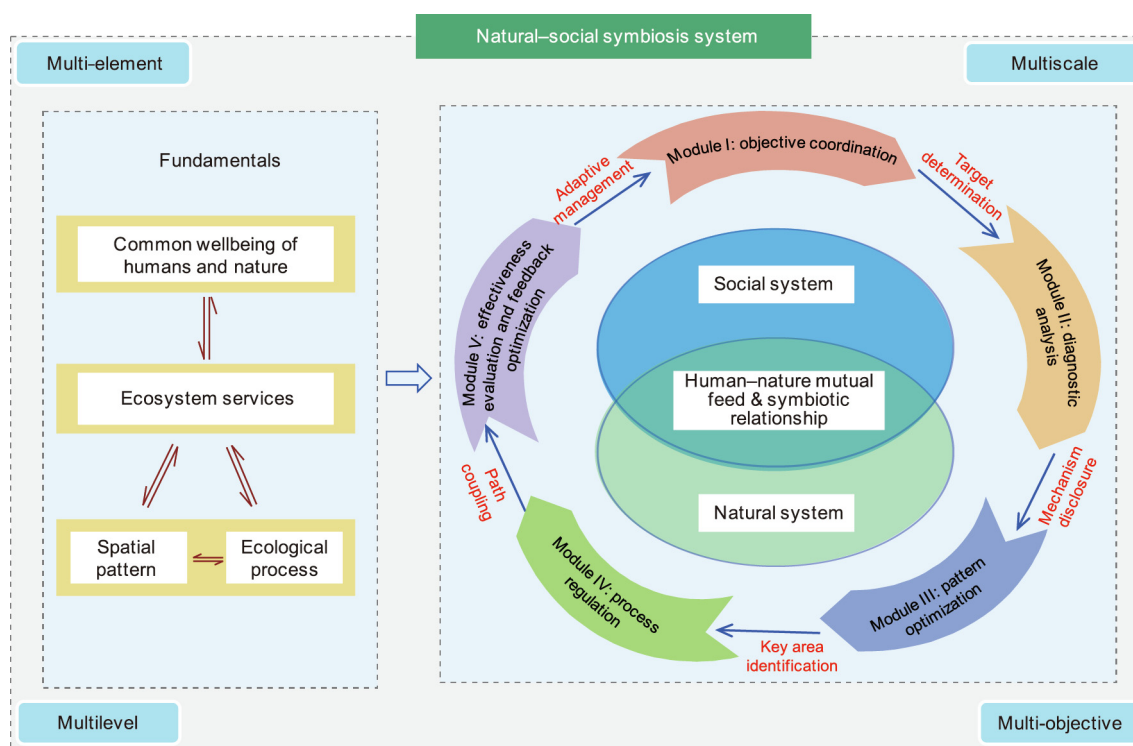 Natural–social symbiosis system
Multi-element
Multiscale
Fundamentals
Common wellbeing of
humans and nature
Ecosystem services
Spatial
pattern
Ecological
process
Module I: objective coordination
Target
determination
Module II: diagnostic
analysis
Mechanism
disclosure
Module III: pattern
optimization
Key area
identification
Module IV: process
regulation
Path
coupling
Module V: effectiveness
evaluation and feedback
optimization
Adaptive
management
Social system
Human–nature mutual
feed & symbiotic
relationship
Natural system
Multilevel
Multi-objective